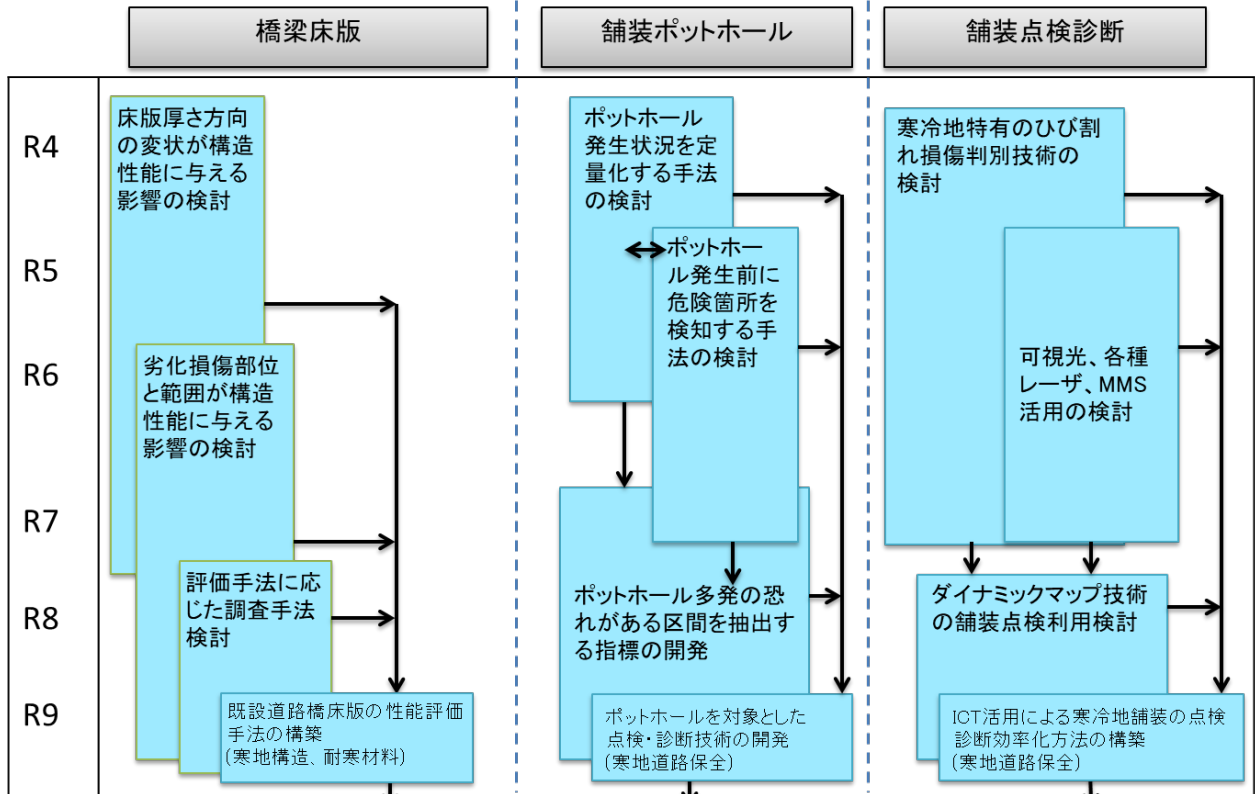 橋梁床版
舗装ポットホール
舗装点検診断
R4
R5
R6
R7
R8
R9
床版厚さ方向
の変状が構造
性能に与える
影響の検討
劣化損傷部位
と範囲が構造
性能に与える
影響の検討
評価手法に応
じた調査手法
検討
既設道路橋床版の性能評価
手法の構築
(寒地構造、耐寒材料)
ポットホール
発生状況を定
量化する手法
の検討
ポットホー
ル発生前に
危険箇所を
検知する手
法の検討
ポットホール多発の恐
れがある区間を抽出す
る指標の開発
ポットホールを対象とした
点検・診断技術の開発
(寒地道路保全)
寒冷地特有のひび割
れ損傷判別技術の
検討
可視光、各種
レーザ、MMS
活用の検討
ダイナミックマップ技術
の舗装点検利用検討
ICT活用による寒冷地舗装の点検
診断効率化方法の構築
(寒地道路保全)